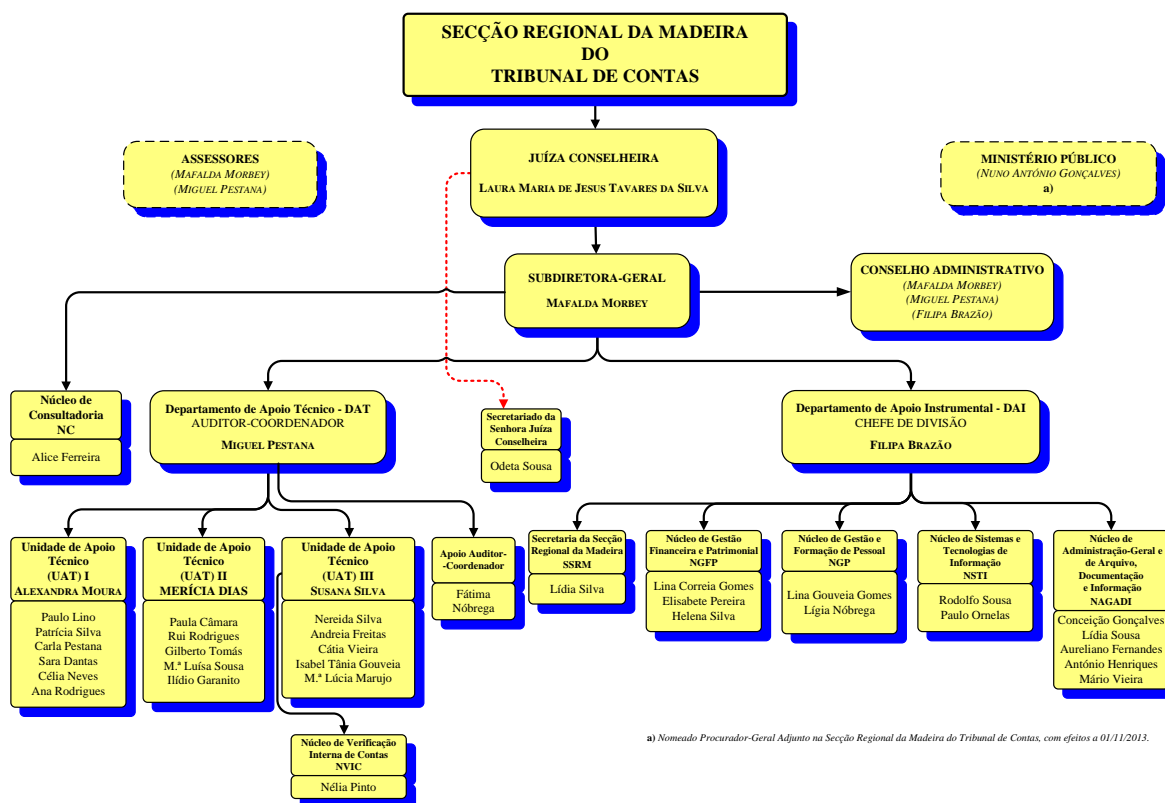 SECÇÃO REGIONAL DA MADEIRA
DO
TRIBUNAL DE CONTAS
ASSESSORES
(MAFALDA MORBEY)
(MIGUEL PESTANA)
JUÍZA CONSELHEIRA
LAURA MARIA DE JESUS TAVARES DA SILVA
MINISTÉRIO PÚBLICO
(NUNO ANTÓNIO GONÇALVES)
a)
SUBDIRETORA-GERAL
MAFALDA MORBEY
CONSELHO ADMINISTRATIVO
(MAFALDA MORBEY)
(MIGUEL PESTANA)
(FILIPA BRAZÃO)
Núcleo de
Consultadoria
NC
Alice Ferreira
Departamento de Apoio Técnico - DAT
AUDITOR-COORDENADOR
MIGUEL PESTANA
Secretariado da
Senhora Juíza
Conselheira
Odeta Sousa
Departamento de Apoio Instrumental - DAI
CHEFE DE DIVISÃO
FILIPA BRAZÃO
Unidade de Apoio
Técnico
(UAT) I
ALEXANDRA MOURA
Paulo Lino
Patrícia Silva
Carla Pestana
Sara Dantas
Célia Neves
Ana Rodrigues
Unidade de Apoio
Técnico
(UAT) II
MERÍCIA DIAS
Paula Câmara
Rui Rodrigues
Gilberto Tomás
M.ª Luísa Sousa
Ilídio Garanito
Unidade de Apoio
Técnico
(UAT) III
SUSANA SILVA
Nereida Silva
Andreia Freitas
Cátia Vieira
Isabel Tânia Gouveia
M.ª Lúcia Marujo
Apoio Auditor-
-Coordenador
Fátima
Nóbrega
Secretaria da Secção
Regional da Madeira
SSRM
Lídia Silva
Núcleo de Gestão
Financeira e Patrimonial
NGFP
Lina Correia Gomes
Elisabete Pereira
Helena Silva
Núcleo de Gestão e
Formação de Pessoal
NGP
Lina Gouveia Gomes
Lígia Nóbrega
Núcleo de Sistemas e
Tecnologias de
Informação
NSTI
Rodolfo Sousa
Paulo Ornelas
Núcleo de
Administração-Geral e
de Arquivo,
Documentação
e Informação
NAGADI
Conceição Gonçalves
Lídia Sousa
Aureliano Fernandes
António Henriques
Mário Vieira
Núcleo de Verificação
Interna de Contas
NVIC
Nélia Pinto
a) Nomeado Procurador-Geral Adjunto na Secção Regional da Madeira do Tribunal de Contas, com efeitos a 01/11/2013.